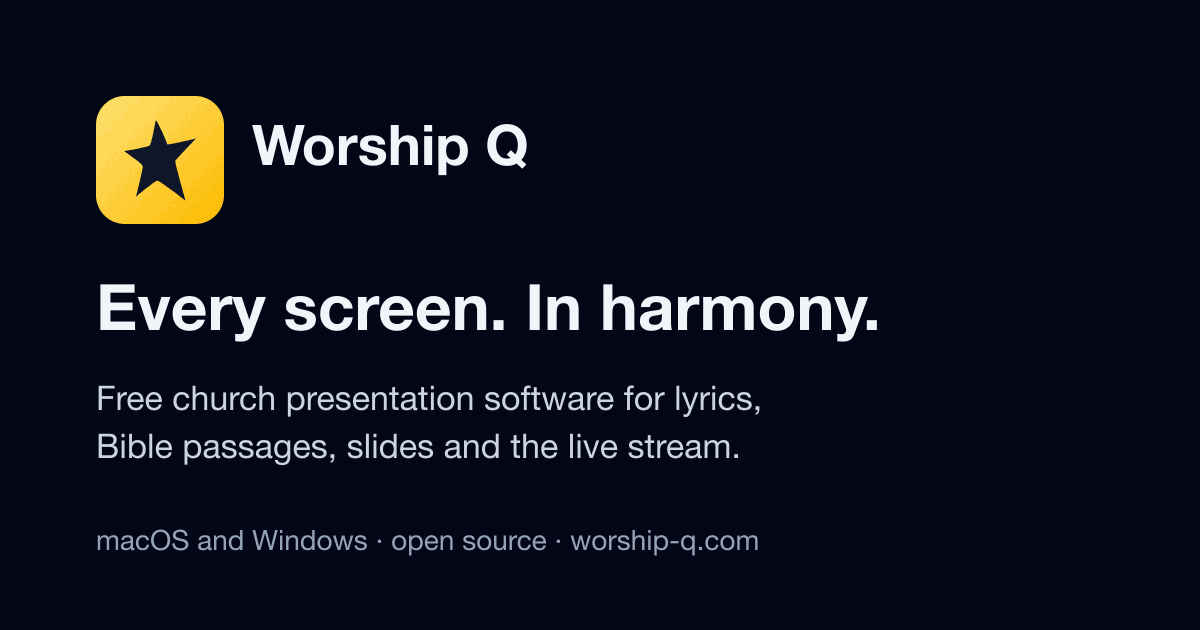 Worship Q
Every screen. In harmony.
Free church presentation software for lyrics,
Bible passages, slides and the live stream.
macOS and Windows · open source · worship-q.com